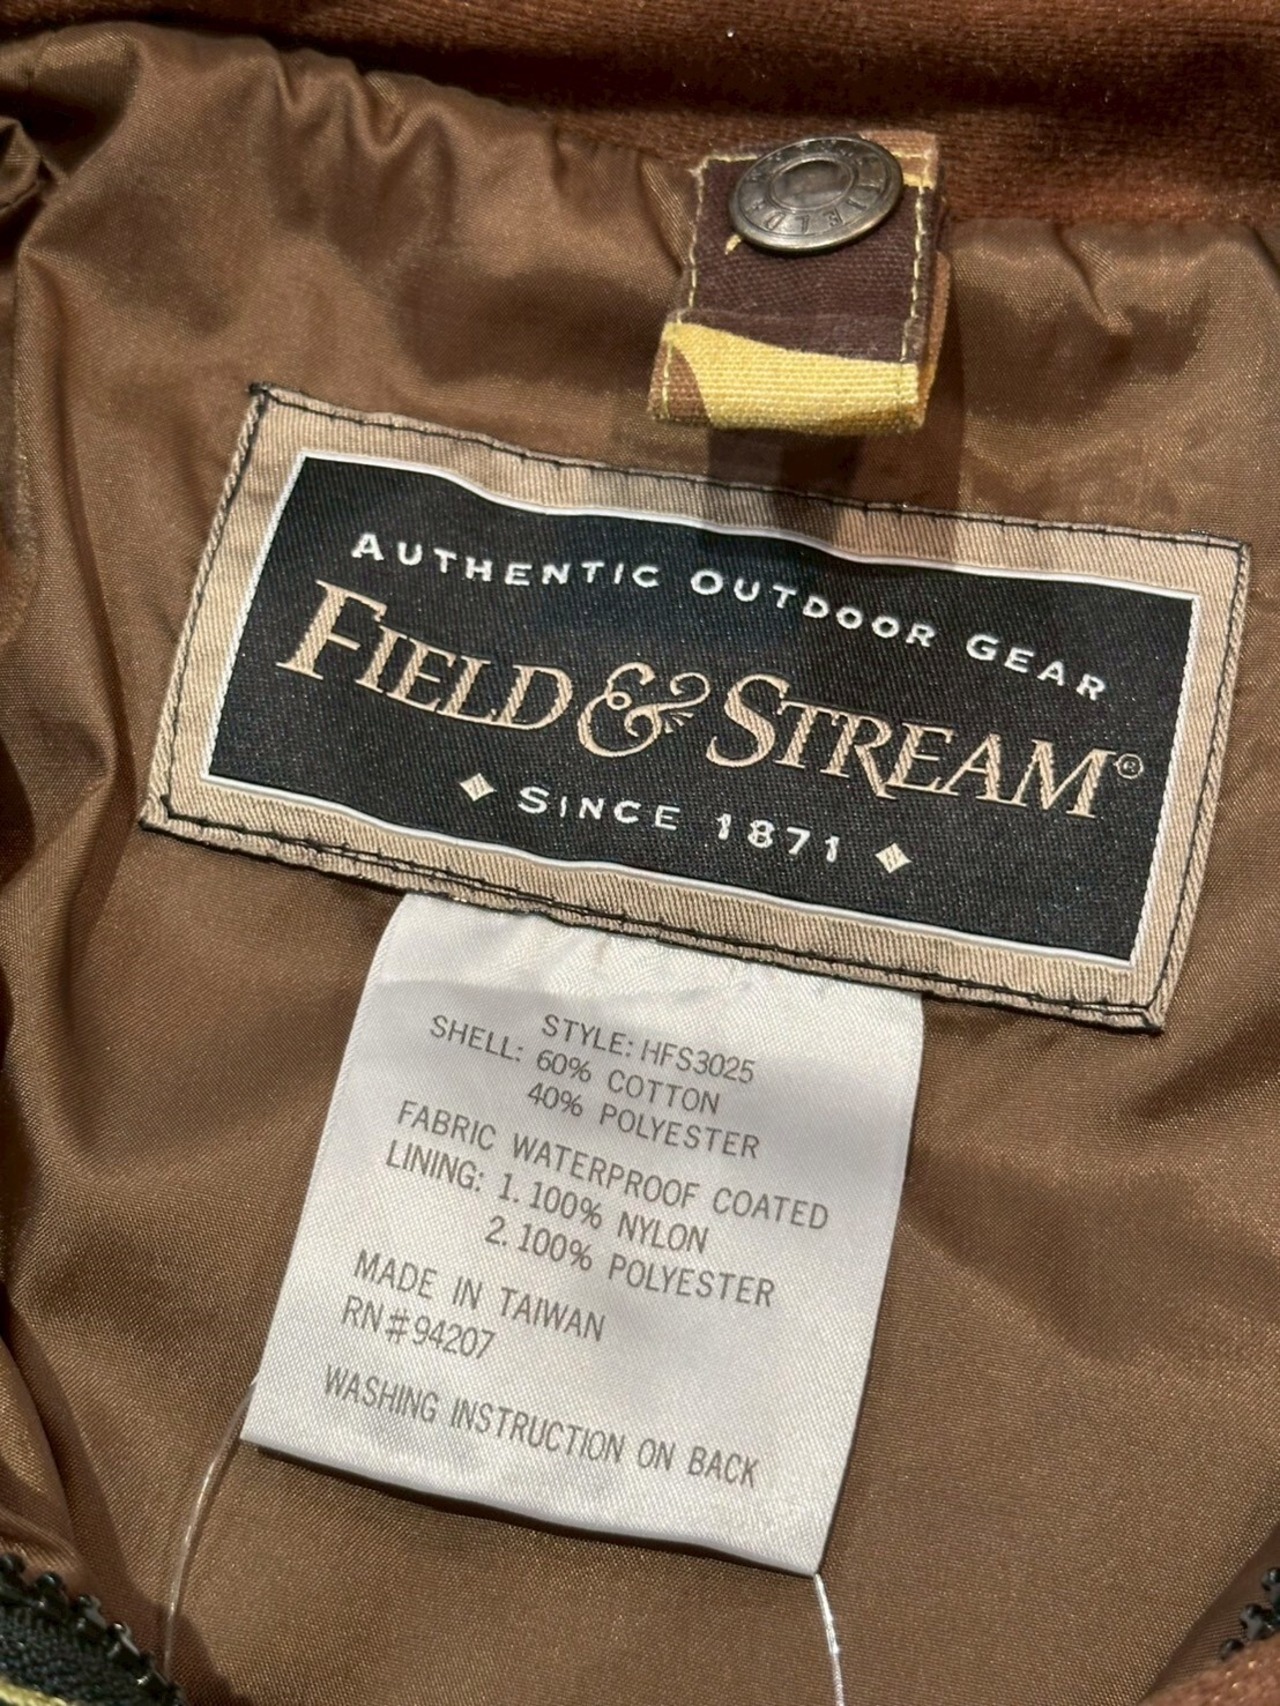 FIELD
AUTHENTIC OUTDOOR GEAR
FIELD & STREAM®
SINCE 1871
STYLE: HFS3025
SHELL: 60% COTTON
40% POLYESTER
FABRIC WATERPROOF COATED
LINING: 1. 100% NYLON
2. 100% POLYESTER
MADE IN TAIWAN
RN#94207
WASHING INSTRUCTION ON BACK